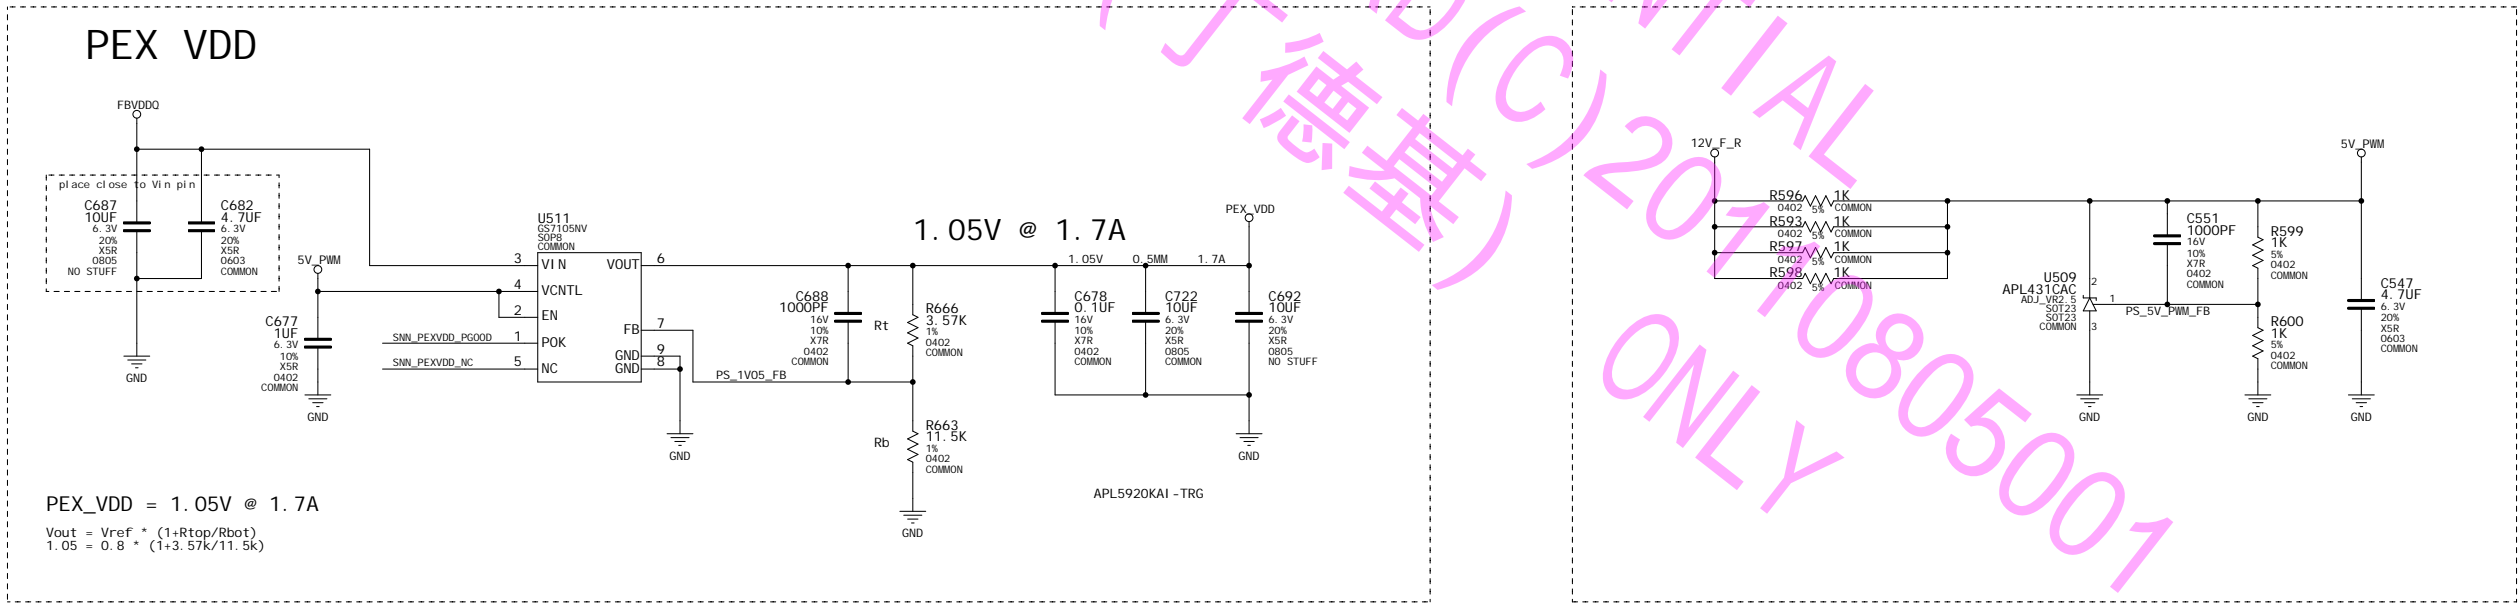 PEX VDD
FBVDDQ
place close to Vin pin
C687
10UF
6.3V
20%
X5R
0805
NO STUFF
C682
4.7UF
6.3V
20%
X5R
0603
COMMON
GND
5V_PWM
C677
1UF
6.3V
10%
X5R
0402
COMMON
GND
SNN_PEXVDD_PGOOD
SNN_PEXVDD_NC
U511
GS7105NV
SOP8
COMMON
3 VIN VOUT 6
4 VCNTL
2 EN
FB 7
1 POK
GND 9
GND 8
5 NC
PS_1V05_FB
GND
C688
1000PF
16V
10%
X7R
0402
COMMON
Rt
R666
3.57K
1%
0402
COMMON
Rb
R663
11.5K
1%
0402
COMMON
GND
1.05V @ 1.7A
PEX_VDD
1.05V 0.5MM 1.7A
C678
0.1UF
16V
10%
X7R
0402
COMMON
C722
10UF
6.3V
20%
X5R
0805
COMMON
C692
10UF
6.3V
20%
X5R
0805
NO STUFF
GND
APL5920KAI-TRG
PEX_VDD = 1.05V @ 1.7A
Vout = Vref * (1+Rtop/Rbot)
1.05 = 0.8 * (1+3.57k/11.5k)
12V_F_R
R596 1K
0402 5% COMMON
R593 1K
0402 5% COMMON
R597 1K
0402 5% COMMON
R598 1K
0402 5% COMMON
5V_PWM
U509
APL431CAC
ADJ_VR2.5
SOT23
SOT23
COMMON
2
1
3
PS_5V_PWM_FB
GND
C551
1000PF
16V
10%
X7R
0402
COMMON
R599
1K
5%
0402
COMMON
R600
1K
5%
0402
COMMON
GND
C547
4.7UF
6.3V
20%
X5R
0603
COMMON
GND
NTIAL
D(C)201710805001
(丁德基)
ONLY